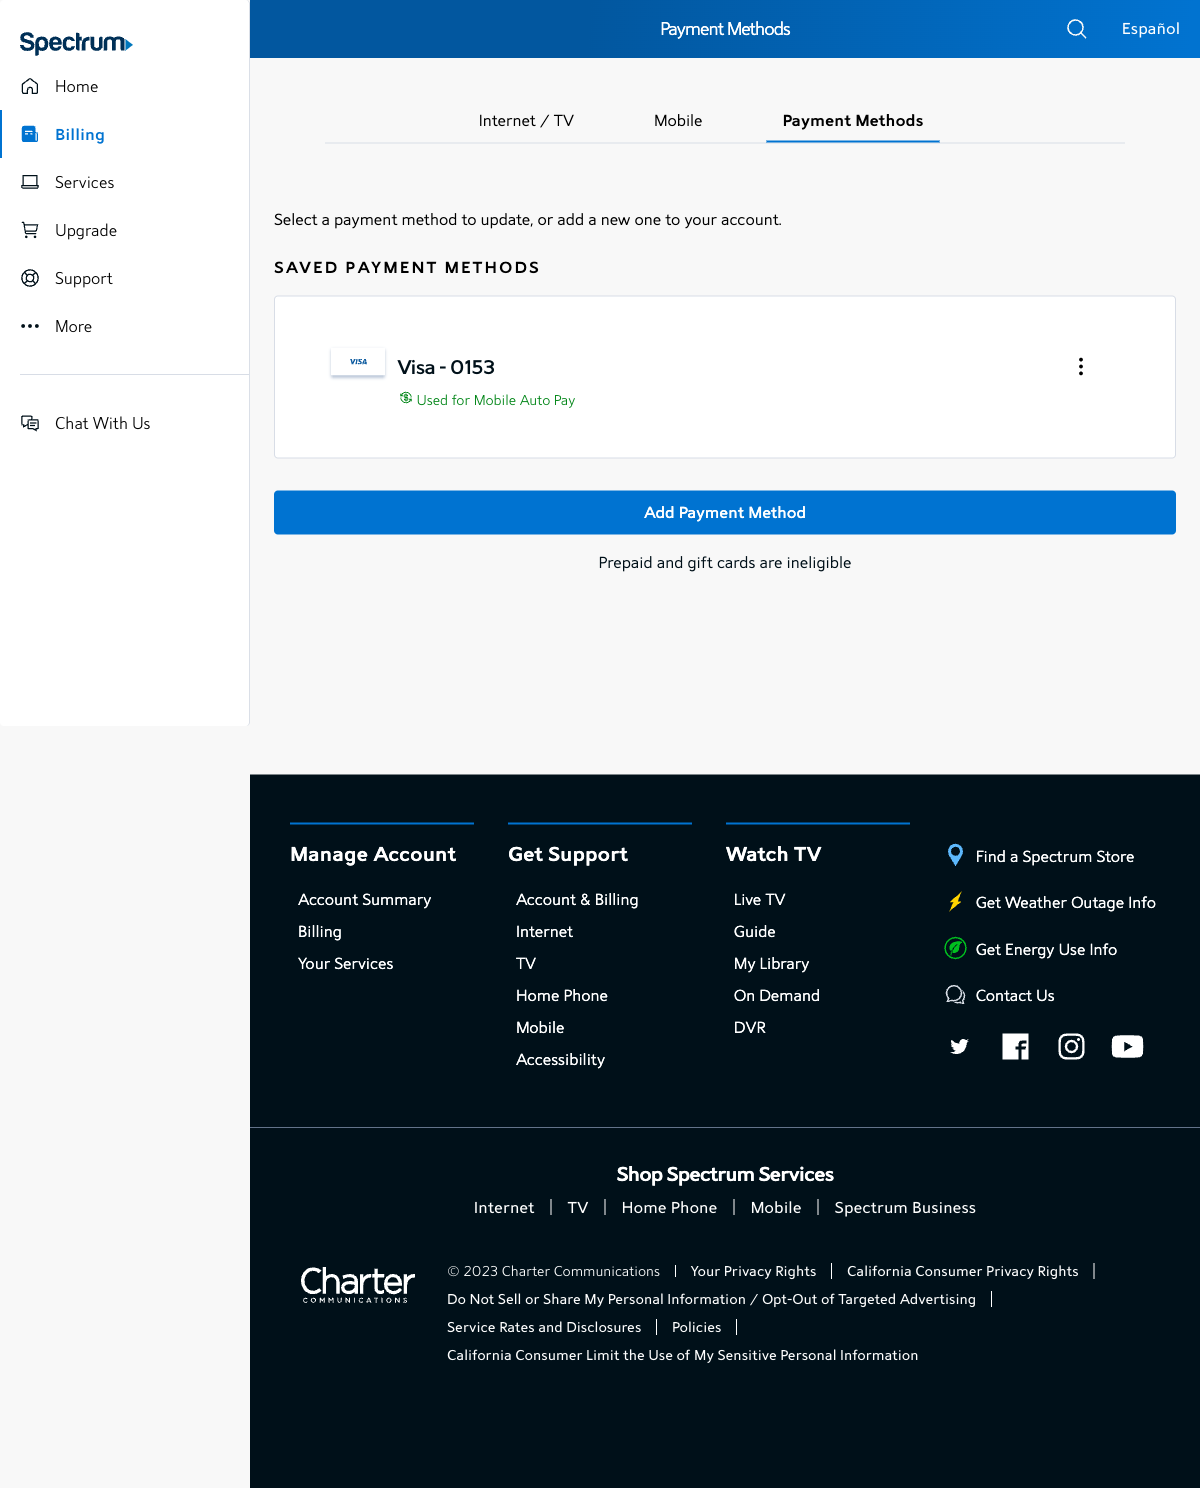 Spectrum
Home
Billing
Services
Upgrade
Support
More
Chat With Us
Payment Methods
Español
Internet / TV
Mobile
Payment Methods
Select a payment method to update, or add a new one to your account.
SAVED PAYMENT METHODS
VISA
Visa - 0153
Used for Mobile Auto Pay
Add Payment Method
Prepaid and gift cards are ineligible
Manage Account
Account Summary
Billing
Your Services
Get Support
Account & Billing
Internet
TV
Home Phone
Mobile
Accessibility
Watch TV
Live TV
Guide
My Library
On Demand
DVR
Find a Spectrum Store
Get Weather Outage Info
Get Energy Use Info
Contact Us
Shop Spectrum Services
Internet | TV | Home Phone | Mobile | Spectrum Business
Charter
COMMUNICATIONS
© 2023 Charter Communications | Your Privacy Rights | California Consumer Privacy Rights |
Do Not Sell or Share My Personal Information / Opt-Out of Targeted Advertising |
Service Rates and Disclosures | Policies |
California Consumer Limit the Use of My Sensitive Personal Information